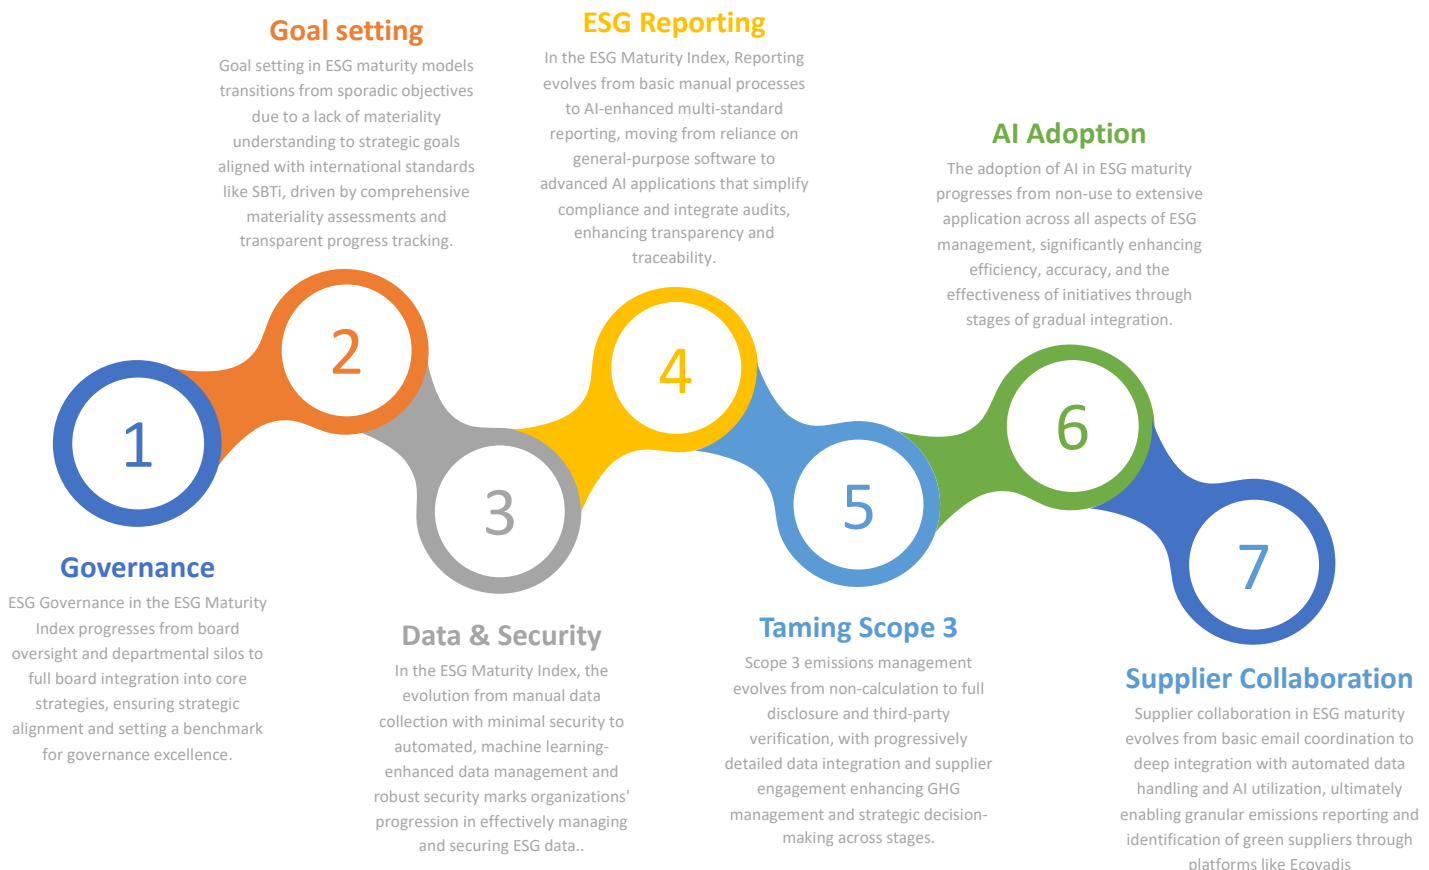 Goal setting
Goal setting in ESG maturity models
transitions from sporadic objectives
due to a lack of materiality
understanding to strategic goals
aligned with international standards
like SBTi, driven by comprehensive
materiality assessments and
transparent progress tracking.
ESG Reporting
In the ESG Maturity Index, Reporting
evolves from basic manual processes
to AI-enhanced multi-standard
reporting, moving from reliance on
general-purpose software to
advanced AI applications that simplify
compliance and integrate audits,
enhancing transparency and
traceability.
AI Adoption
The adoption of AI in ESG maturity
progresses from non-use to extensive
application across all aspects of ESG
management, significantly enhancing
efficiency, accuracy, and the
effectiveness of initiatives through
stages of gradual integration.
1
2
3
4
5
6
7
Governance
ESG Governance in the ESG Maturity
Index progresses from board
oversight and departmental silos to
full board integration into core
strategies, ensuring strategic
alignment and setting a benchmark
for governance excellence.
Data & Security
In the ESG Maturity Index, the
evolution from manual data
collection with minimal security to
automated, machine learning-
enhanced data management and
robust security marks organizations'
progression in effectively managing
and securing ESG data..
Taming Scope 3
Scope 3 emissions management
evolves from non-calculation to full
disclosure and third-party
verification, with progressively
detailed data integration and supplier
engagement enhancing GHG
management and strategic decision-
making across stages.
Supplier Collaboration
Supplier collaboration in ESG maturity
evolves from basic email coordination to
deep integration with automated data
handling and AI utilization, ultimately
enabling granular emissions reporting and
identification of green suppliers through
platforms like Ecovadis